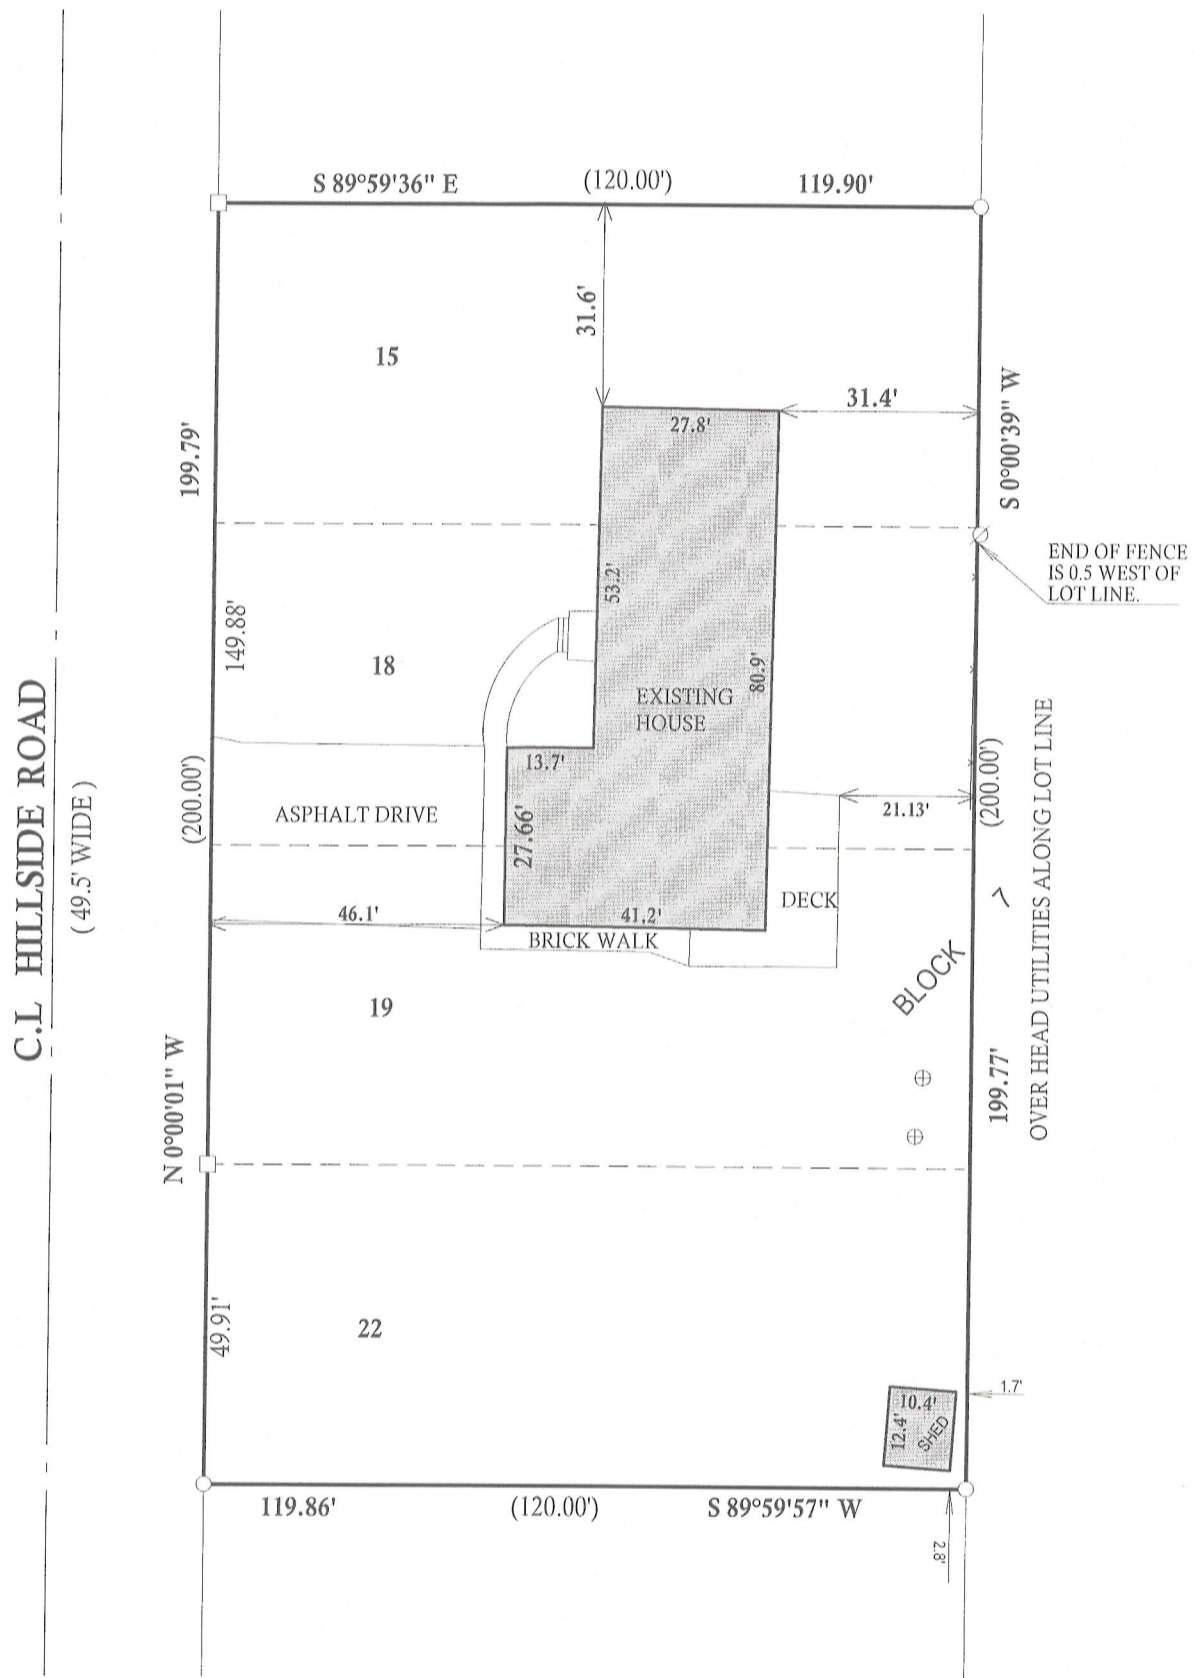 S 89°59'36" E (120.00') 119.90'
31.6'
15
31.4'
27.8'
199.79'
S 0°00'39" W
END OF FENCE
IS 0.5 WEST OF
LOT LINE.
53.2'
149.88'
18
80.9'
EXISTING
HOUSE
C.L HILLSIDE ROAD
( 49.5' WIDE )
(200.00')
13.7'
ASPHALT DRIVE
27.66'
21.13'
(200.00')
46.1'
41.2'
DECK
BRICK WALK
BLOCK 7
OVER HEAD UTILITIES ALONG LOT LINE
19
N 0°00'01" W
199.77'
49.91'
22
1.7'
10.4'
12.4'
SHED
119.86' (120.00') S 89°59'57" W
2.8'